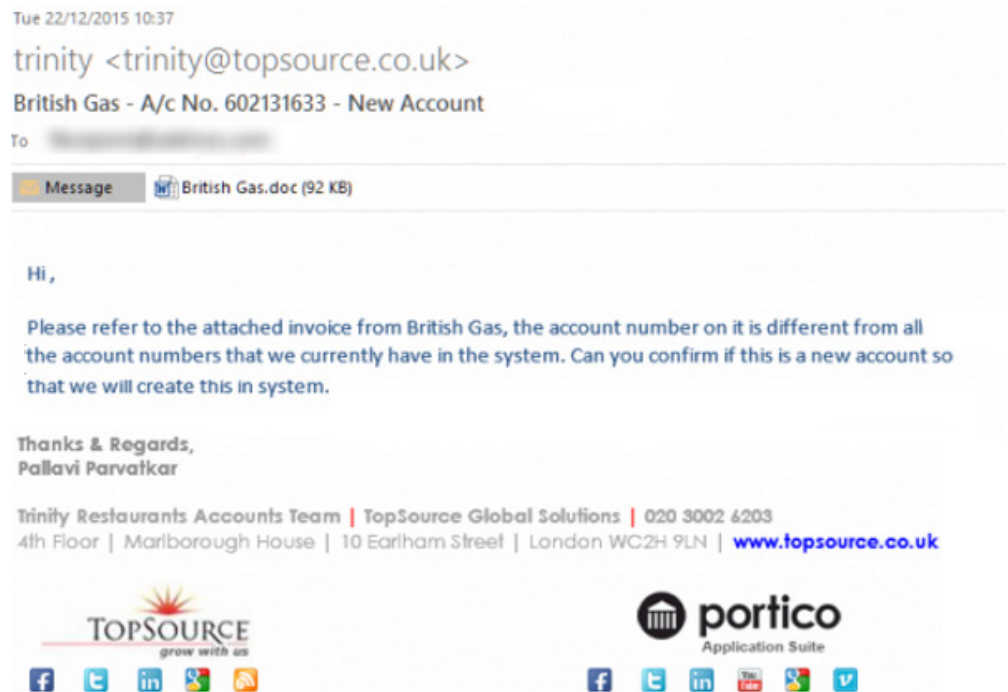 Tue 22/12/2015 10:37
trinity <trinity@topsource.co.uk>
British Gas - A/c No. 602131633 - New Account
To
Message British Gas.doc (92 KB)
Hi ,
Please refer to the attached invoice from British Gas, the account number on it is different from all
the account numbers that we currently have in the system. Can you confirm if this is a new account so
that we will create this in system.
Thanks & Regards,
Pallavi Parvatkar
Trinity Restaurants Accounts Team | TopSource Global Solutions | 020 3002 6203
4th Floor | Marlborough House | 10 Earlham Street | London WC2H 9LN | www.topsource.co.uk
TOPSOURCE
grow with us
portico
Application Suite